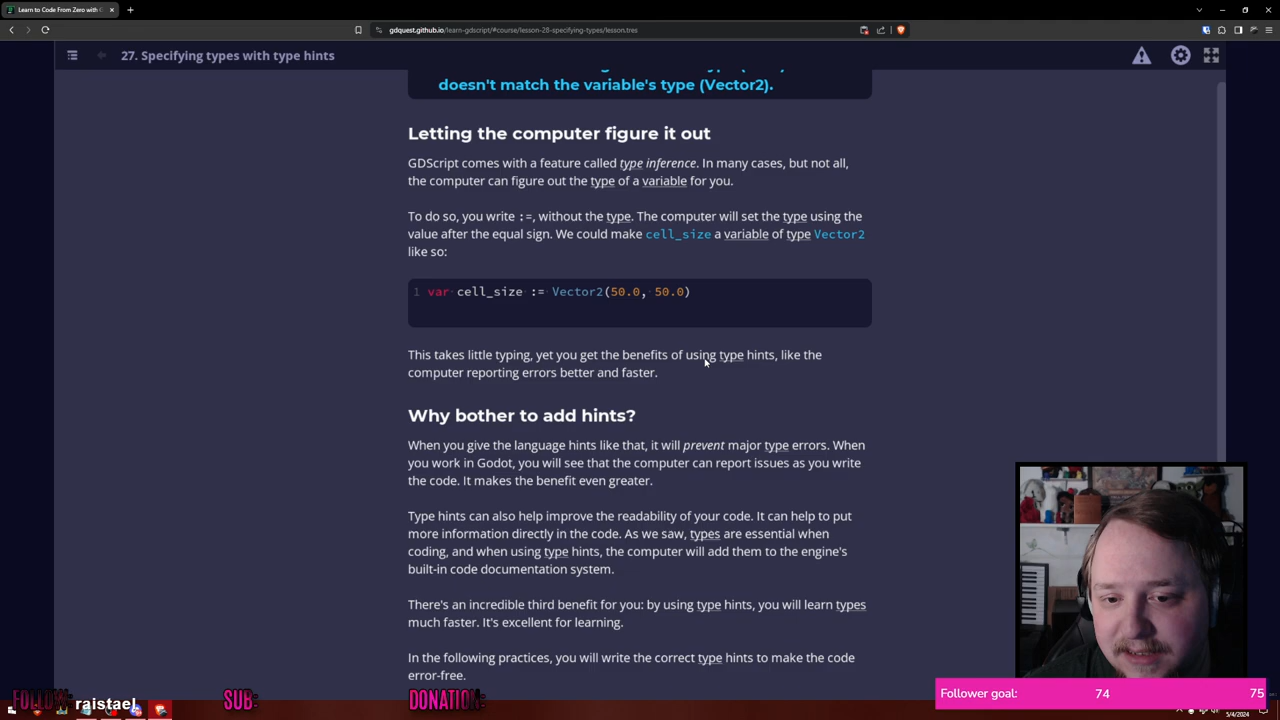 Learn to Code From Zero with
gdquest.github.io/learn-gdscript/#course/lesson-28-specifying-types/lesson.tres
27. Specifying types with type hints
doesn't match the variable's type (Vector2).
Letting the computer figure it out
GDScript comes with a feature called type inference. In many cases, but not all,
the computer can figure out the type of a variable for you.
To do so, you write :=, without the type. The computer will set the type using the
value after the equal sign. We could make cell_size a variable of type Vector2
like so:
1 var cell_size := Vector2(50.0, 50.0)
This takes little typing, yet you get the benefits of using type hints, like the
computer reporting errors better and faster.
Why bother to add hints?
When you give the language hints like that, it will prevent major type errors. When
you work in Godot, you will see that the computer can report issues as you write
the code. It makes the benefit even greater.
Type hints can also help improve the readability of your code. It can help to put
more information directly in the code. As we saw, types are essential when
coding, and when using type hints, the computer will add them to the engine's
built-in code documentation system.
There's an incredible third benefit for you: by using type hints, you will learn types
much faster. It's excellent for learning.
In the following practices, you will write the correct type hints to make the code
error-free.
Follower goal: 74 75
FOLLOW: raistael SUB: DONATION:
5/4/2024